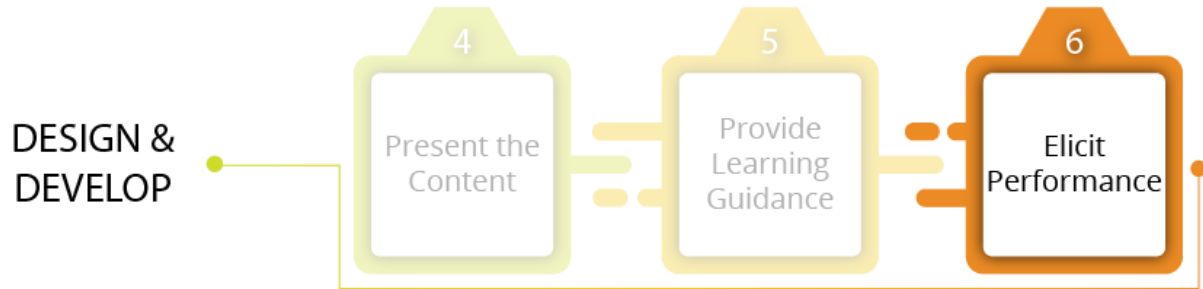 DESIGN &
DEVELOP
4
Present the
Content
5
Provide
Learning
Guidance
6
Elicit
Performance